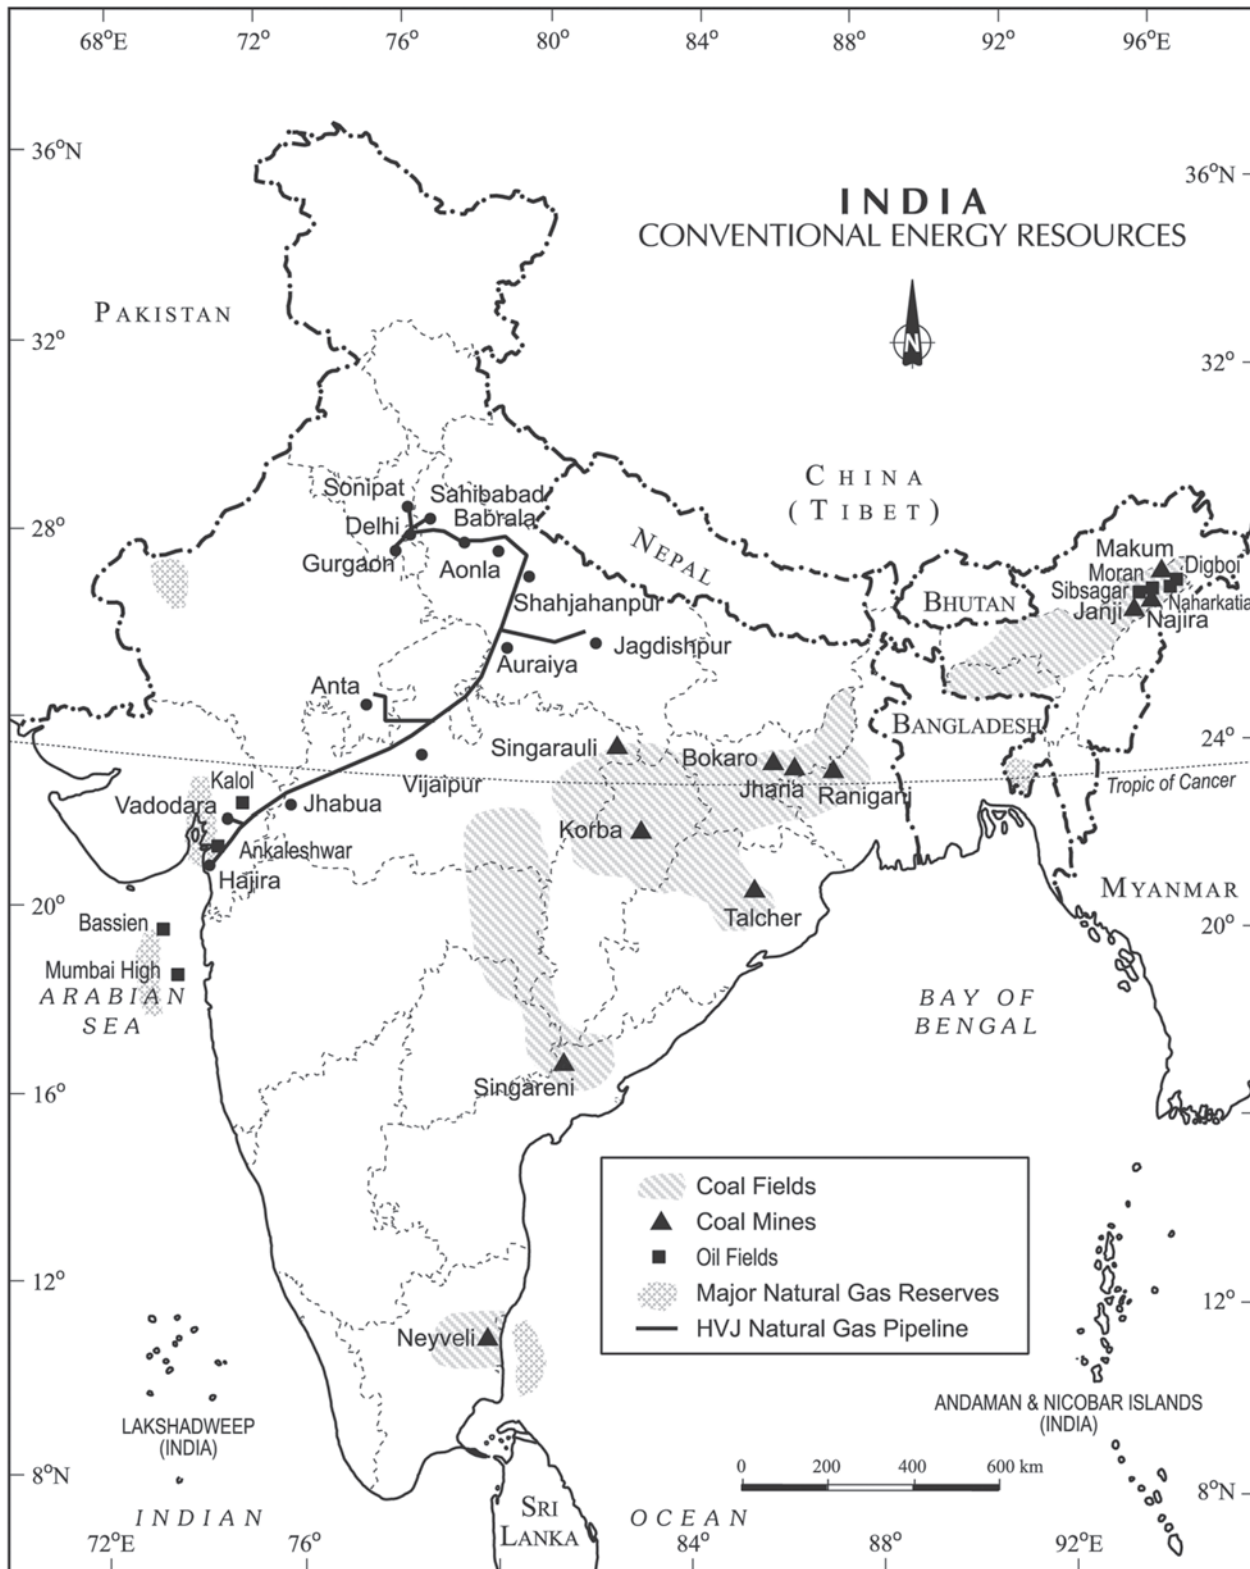 68°E 72° 76° 80° 84° 88° 92° 96°E
36°N
36°N
INDIA
CONVENTIONAL ENERGY RESOURCES
PAKISTAN
N
32°
32°
CHINA
(TIBET)
Sonipat
Sahibabad
Delhi
Babrala
28°
Gurgaon
Aonla
NEPAL
Makum
Moran
Digboi
Sibsagar
Naharkatia
Janji
Najira
BHUTAN
Shahjahanpur
Jagdishpur
Auraiya
Anta
BANGLADESH
24°
Singarauli
Bokaro
Vijaipur
Jharia
Raniganj
Tropic of Cancer
Kalol
Vadodara
Jhabua
Korba
Ankaleshwar
Hajira
MYANMAR
20°
20°
Talcher
Bassien
Mumbai High
ARABIAN
SEA
BAY OF
BENGAL
16°
Singareni
Coal Fields
Coal Mines
Oil Fields
Major Natural Gas Reserves
HVJ Natural Gas Pipeline
12°
12°
Neyveli
LAKSHADWEEP
(INDIA)
ANDAMAN & NICOBAR ISLANDS
(INDIA)
0 200 400 600 km
8°N
8°N
INDIAN
OCEAN
SRI
LANKA
72°E 76° 84° 88° 92°E